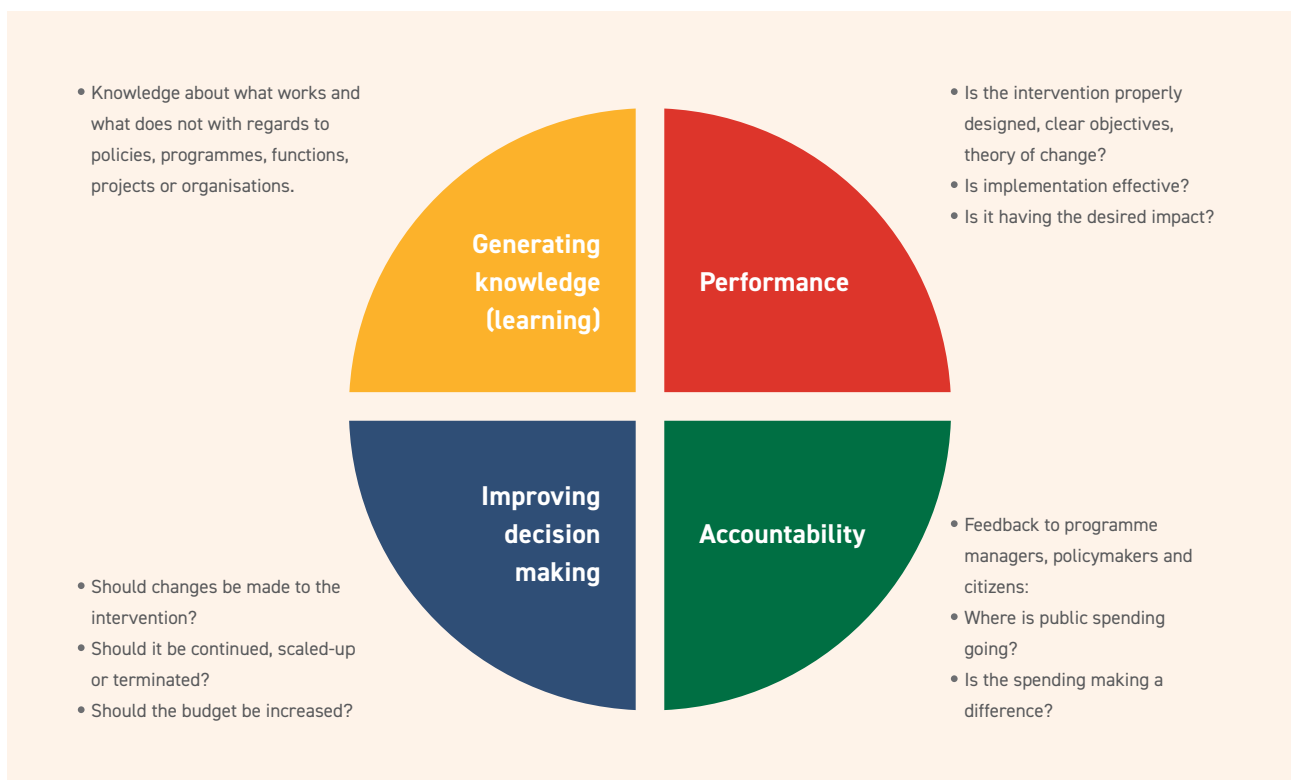 • Knowledge about what works and
what does not with regards to
policies, programmes, functions,
projects or organisations.
• Is the intervention properly
designed, clear objectives,
theory of change?
• Is implementation effective?
• Is it having the desired impact?
Generating
knowledge
(learning)
Performance
Improving
decision
making
Accountability
• Should changes be made to the
intervention?
• Should it be continued, scaled-up
or terminated?
• Should the budget be increased?
• Feedback to programme
managers, policymakers and
citizens:
• Where is public spending
going?
• Is the spending making a
difference?